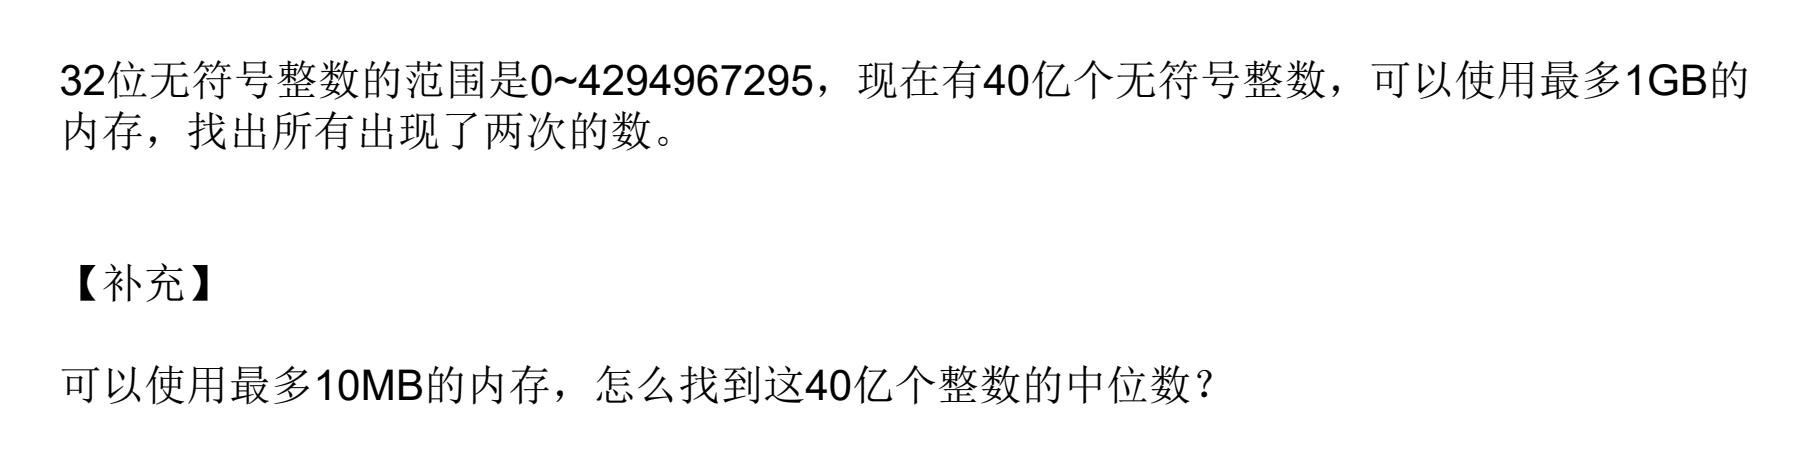 32位无符号整数的范围是0~4294967295，现在有40亿个无符号整数，可以使用最多1GB的
内存，找出所有出现了两次的数。
【补充】
可以使用最多10MB的内存，怎么找到这40亿个整数的中位数？